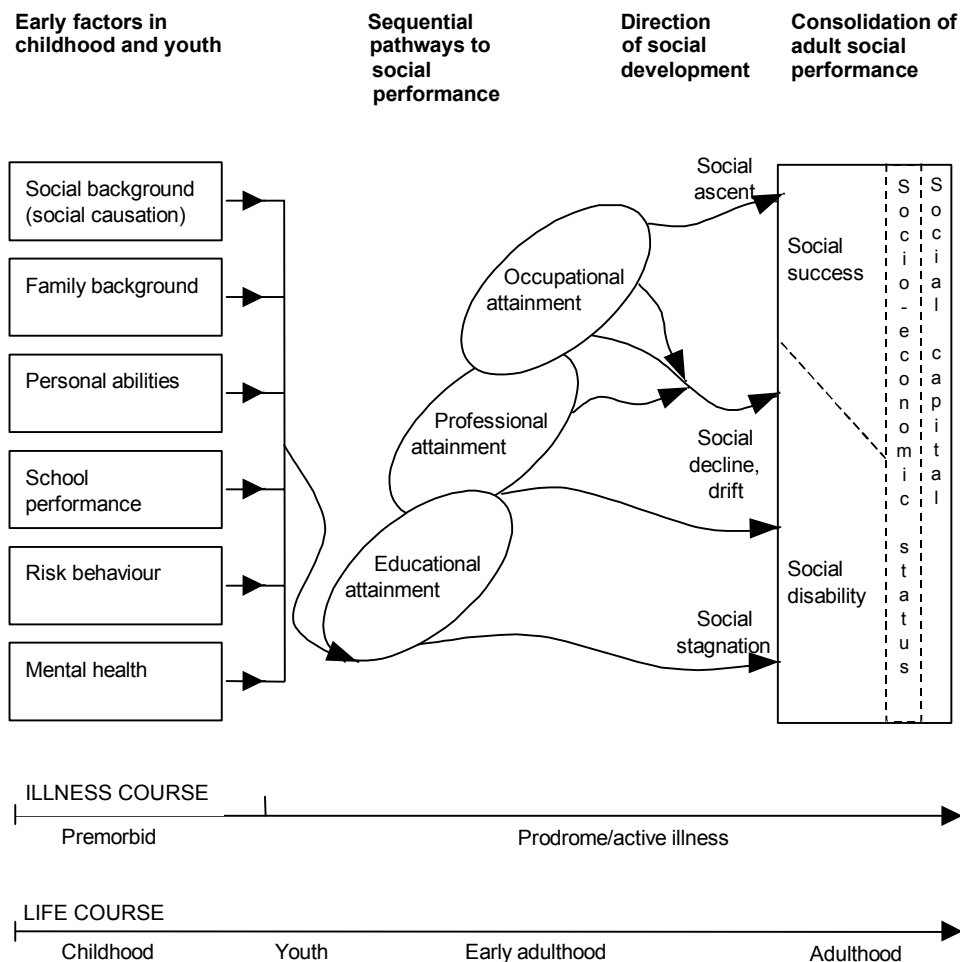 Early factors in
childhood and youth
Sequential
pathways to
social
performance
Direction
of social
development
Consolidation of
adult social
performance
Social background
(social causation)
Family background
Personal abilities
School
performance
Risk behaviour
Mental health
Occupational
attainment
Professional
attainment
Educational
attainment
Social
ascent
Social
decline,
drift
Social
stagnation
Social
success
Social
disability
Socio-economic status
Social capital
ILLNESS COURSE
Premorbid
Prodrome/active illness
LIFE COURSE
Childhood
Youth
Early adulthood
Adulthood